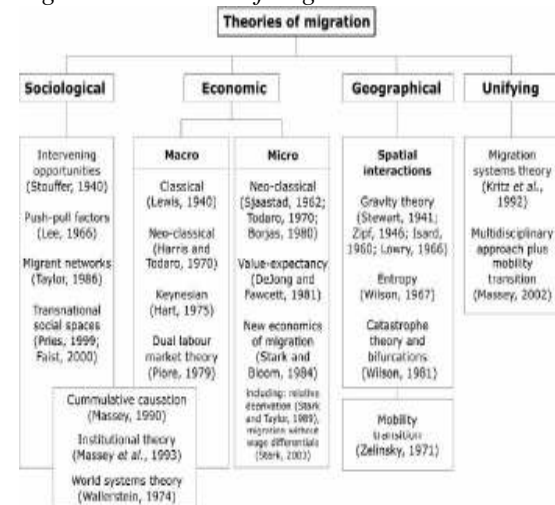 Theories of migration
Sociological
Economic
Geographical
Unifying
Intervening
opportunities
(Stouffer, 1940)
Push-pull factors
(Lee, 1966)
Migrant networks
(Taylor, 1986)
Transnational
social spaces
(Pries, 1999;
Faist, 2000)
Macro
Classical
(Lewis, 1940)
Neo-classical
(Harris and
Todaro, 1970)
Keynesian
(Hart, 1975)
Dual labour
market theory
(Piore, 1979)
Cummulative causation
(Massey, 1990)
Institutional theory
(Massey et al., 1993)
World systems theory
(Wallerstein, 1974)
Micro
Neo-classical
(Sjaastad, 1962;
Todaro, 1970;
Borjas, 1980)
Value-expectancy
(DeJong and
Fawcett, 1981)
New economics
of migration
(Stark and
Bloom, 1984)
including: relative
deprivation (Stark
and Taylor, 1989),
migration without
wage differentials
(Stark, 2003)
Spatial
interactions
Gravity theory
(Stewart, 1941;
Zipf, 1946; Isard,
1960; Lowry, 1966)
Entropy
(Wilson, 1967)
Catastrophe
theory and
bifurcations
(Wilson, 1981)
Mobility
transition
(Zelinsky, 1971)
Migration
systems theory
(Kritz et al.,
1992)
Multidisciplinary
approach plus
mobility
transition
(Massey, 2002)